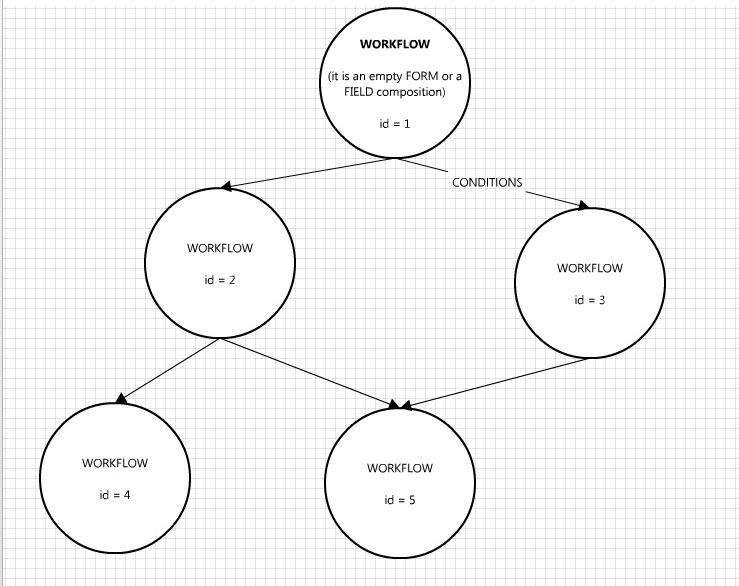 WORKFLOW
(it is an empty FORM or a
FIELD composition)
id = 1
CONDITIONS
WORKFLOW
id = 2
WORKFLOW
id = 3
WORKFLOW
id = 4
WORKFLOW
id = 5